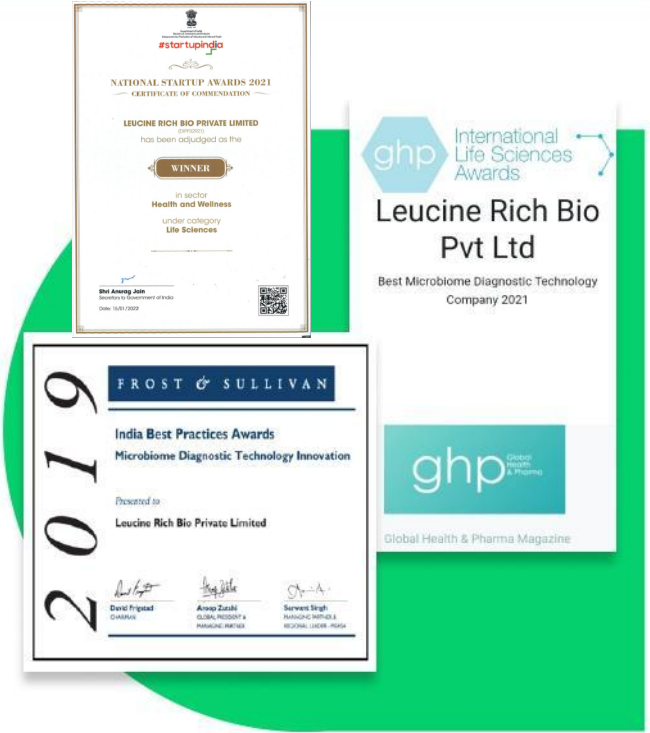 #startupindia
NATIONAL STARTUP AWARDS 2021
CERTIFICATE OF COMMENDATION
LEUCINE RICH BIO PRIVATE LIMITED
has been adjudged as the
WINNER
in sector
Health and Wellness
under category
Life Sciences
Shri Anurag Jain
Secretary to Government of India
Date: 15/01/2022
ghp
International
Life Sciences
Awards
Leucine Rich Bio
Pvt Ltd
Best Microbiome Diagnostic Technology
Company 2021
ghp
Global
Health
& Pharma
Global Health & Pharma Magazine
2019
FROST & SULLIVAN
India Best Practices Awards
Microbiome Diagnostic Technology Innovation
Presented to
Leucine Rich Bio Private Limited
David Frigstad
CHAIRMAN
Aroop Zutshi
GLOBAL PRESIDENT &
MANAGING PARTNER
Sarwant Singh
MANAGING PARTNER &
REGIONAL LEADER